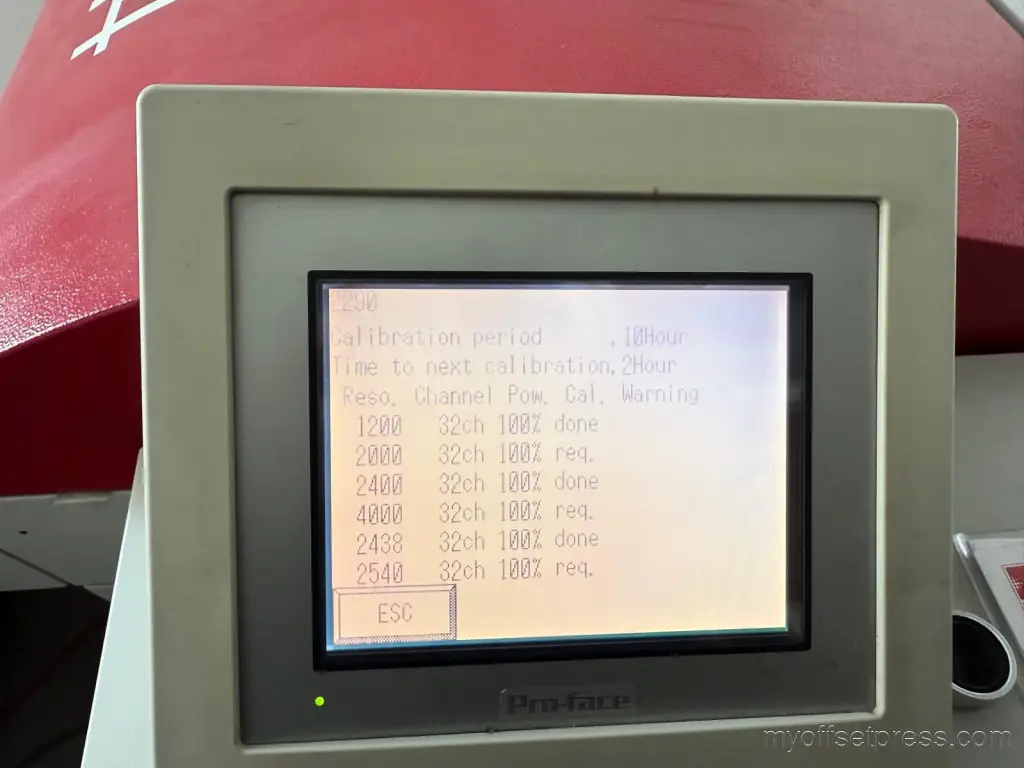 2290
Calibration period .10Hour
Time to next calibration.2Hour
Reso. Channel Pow. Cal. Warning
1200 32ch 100% done
2000 32ch 100% req.
2400 32ch 100% done
4000 32ch 100% req.
2438 32ch 100% done
2540 32ch 100% req.
ESC
Pro-face
myoffsetpress.com